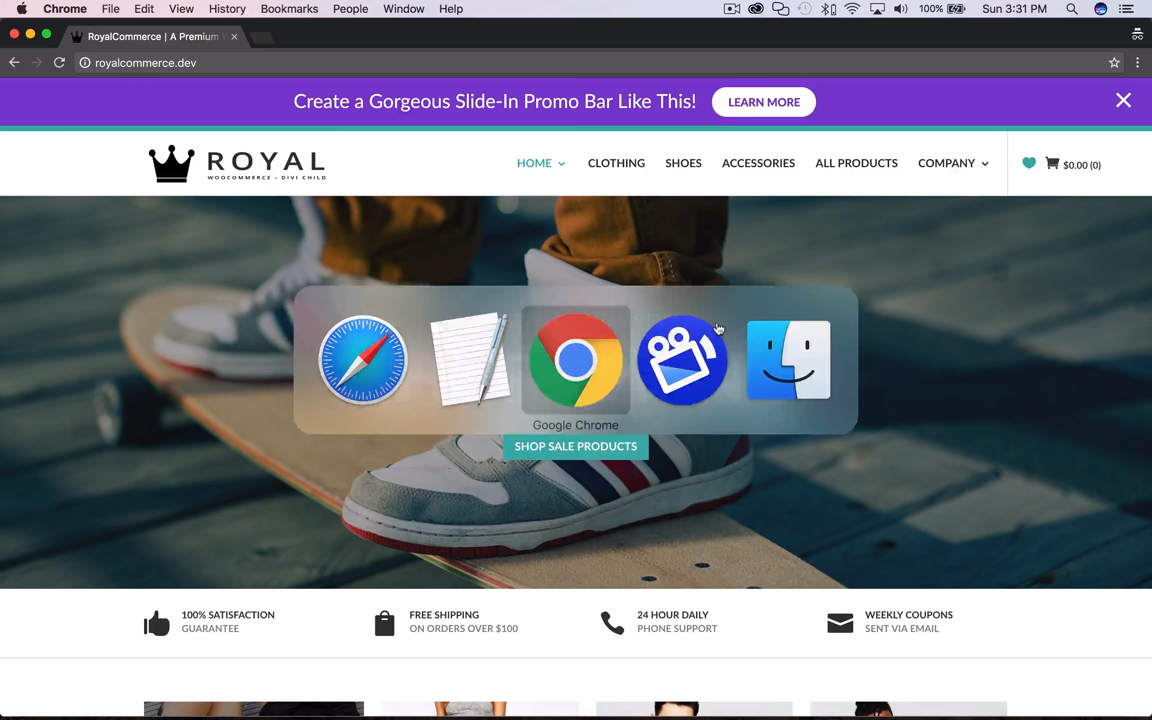 Chrome File Edit View History Bookmarks People Window Help 100% Sun 3:31 PM
RoyalCommerce | A Premium
royalcommerce.dev
Create a Gorgeous Slide-In Promo Bar Like This! LEARN MORE
ROYAL
WOOCOMMERCE - DIVI CHILD
HOME CLOTHING SHOES ACCESSORIES ALL PRODUCTS COMPANY $0.00 (0)
Google Chrome
SHOP SALE PRODUCTS
100% SATISFACTION
GUARANTEE
FREE SHIPPING
ON ORDERS OVER $100
24 HOUR DAILY
PHONE SUPPORT
WEEKLY COUPONS
SENT VIA EMAIL